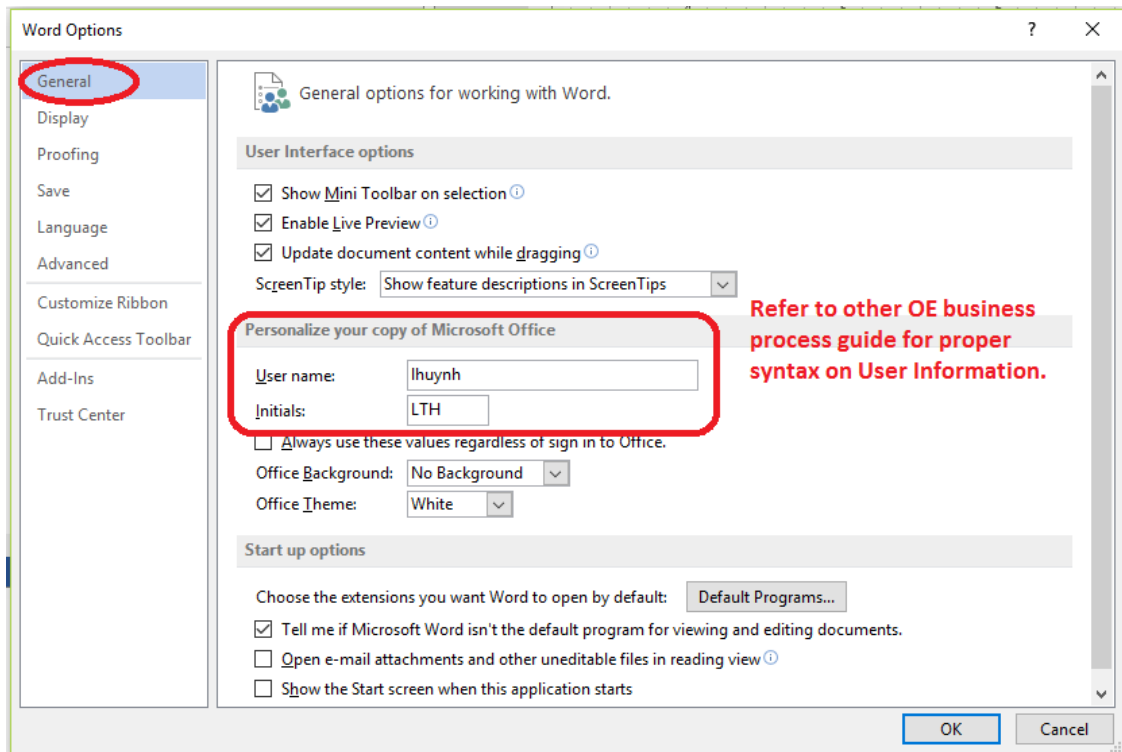 Word Options
?
General
Display
Proofing
Save
Language
Advanced
Customize Ribbon
Quick Access Toolbar
Add-Ins
Trust Center
General options for working with Word.
User Interface options
Show Mini Toolbar on selection
Enable Live Preview
Update document content while dragging
ScreenTip style: Show feature descriptions in ScreenTips
Personalize your copy of Microsoft Office
User name: lhuynh
Initials: LTH
Always use these values regardless of sign in to Office.
Office Background: No Background
Office Theme: White
Refer to other OE business
process guide for proper
syntax on User Information.
Start up options
Choose the extensions you want Word to open by default: Default Programs...
Tell me if Microsoft Word isn't the default program for viewing and editing documents.
Open e-mail attachments and other uneditable files in reading view
Show the Start screen when this application starts
OK Cancel